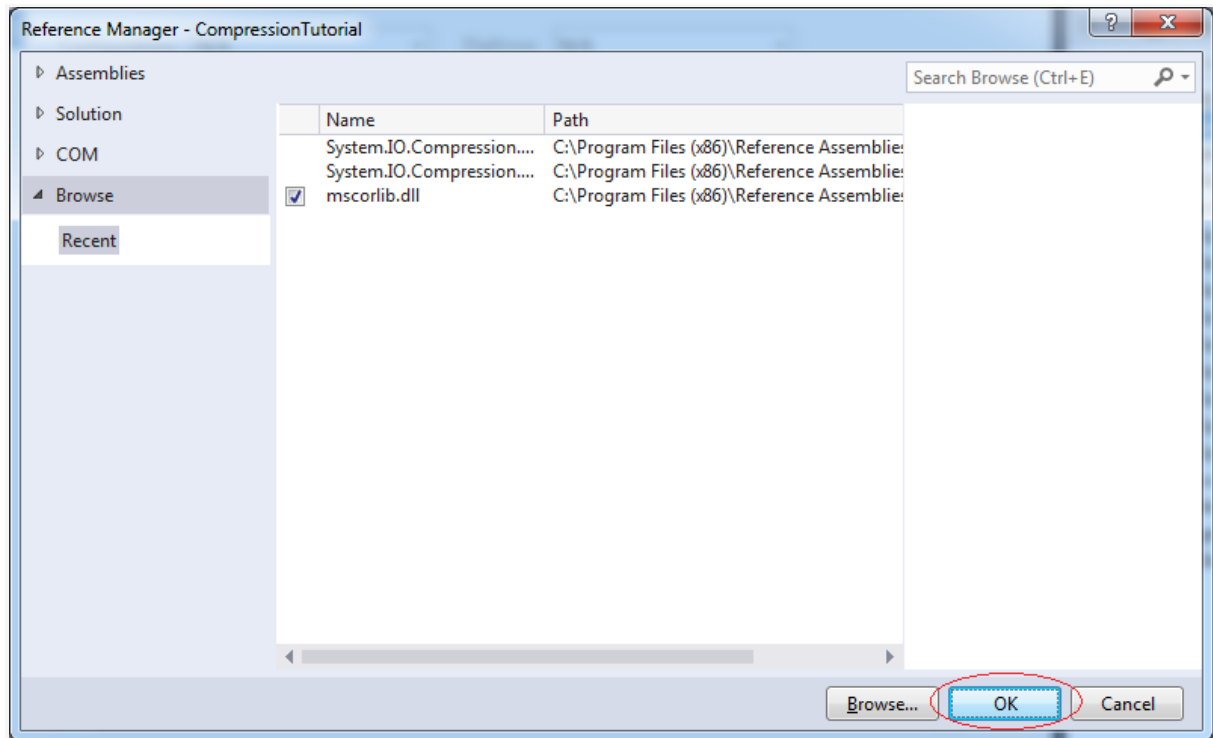 Reference Manager - CompressionTutorial
Assemblies
Search Browse (Ctrl+E)
Solution
COM
Browse
Recent
Name Path
System.IO.Compression.... C:\Program Files (x86)\Reference Assemblies
System.IO.Compression.... C:\Program Files (x86)\Reference Assemblies
mscorlib.dll C:\Program Files (x86)\Reference Assemblies
Browse... OK Cancel